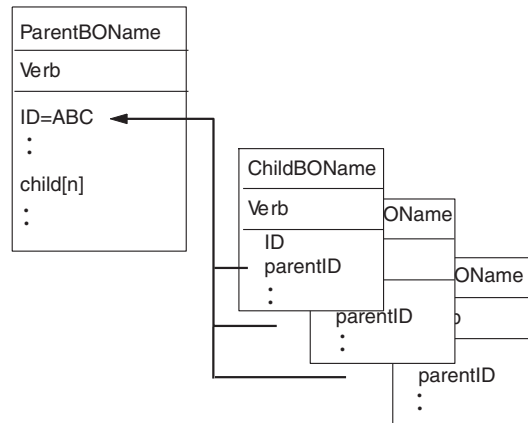 ParentBOName
Verb
ID=ABC
:
child[n]
:
ChildBOName
Verb
ID
parentID
:
OName
parentID
:
OName
b
parentID
: